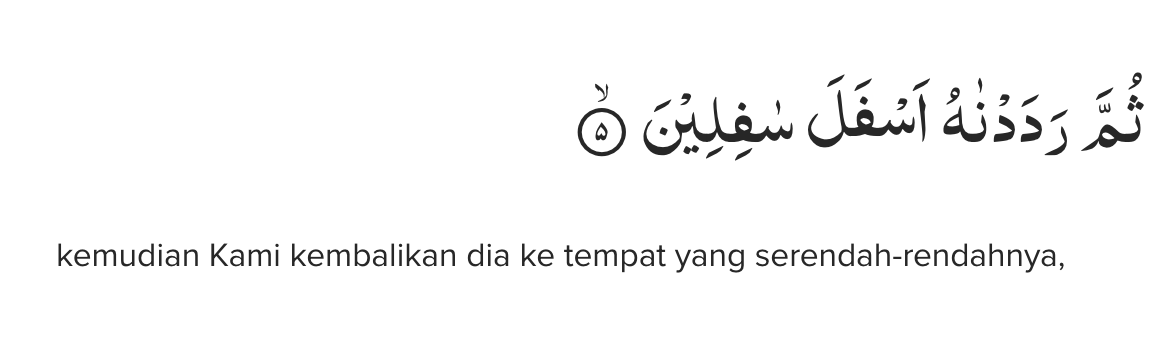 ثُمَّ رَدَدْنٰهُ اَسْفَلَ سٰفِلِيْنَۙ ۝٥
kemudian Kami kembalikan dia ke tempat yang serendah-rendahnya,